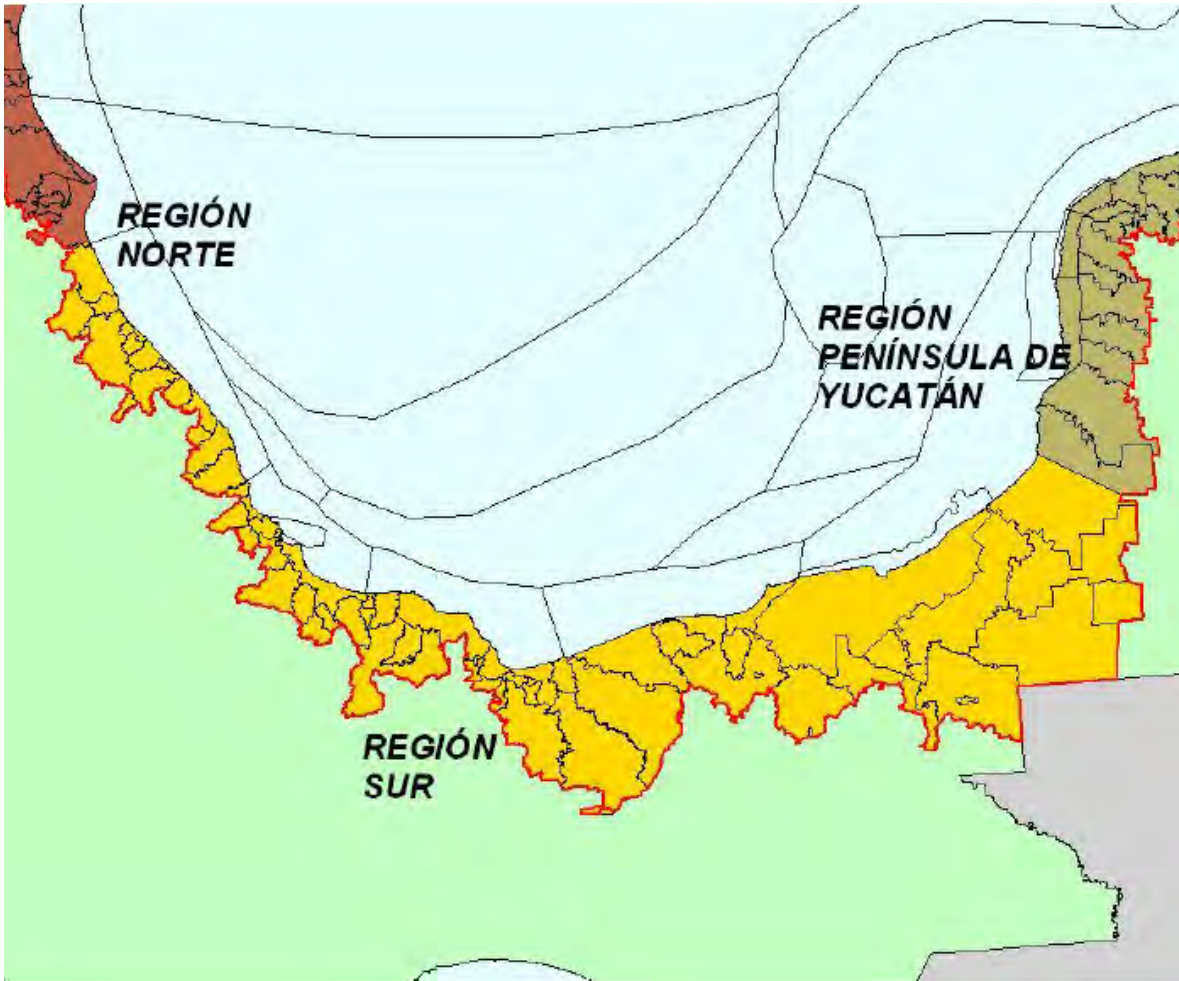 REGIÓN
NORTE
REGIÓN
PENÍNSULA DE
YUCATÁN
REGIÓN
SUR